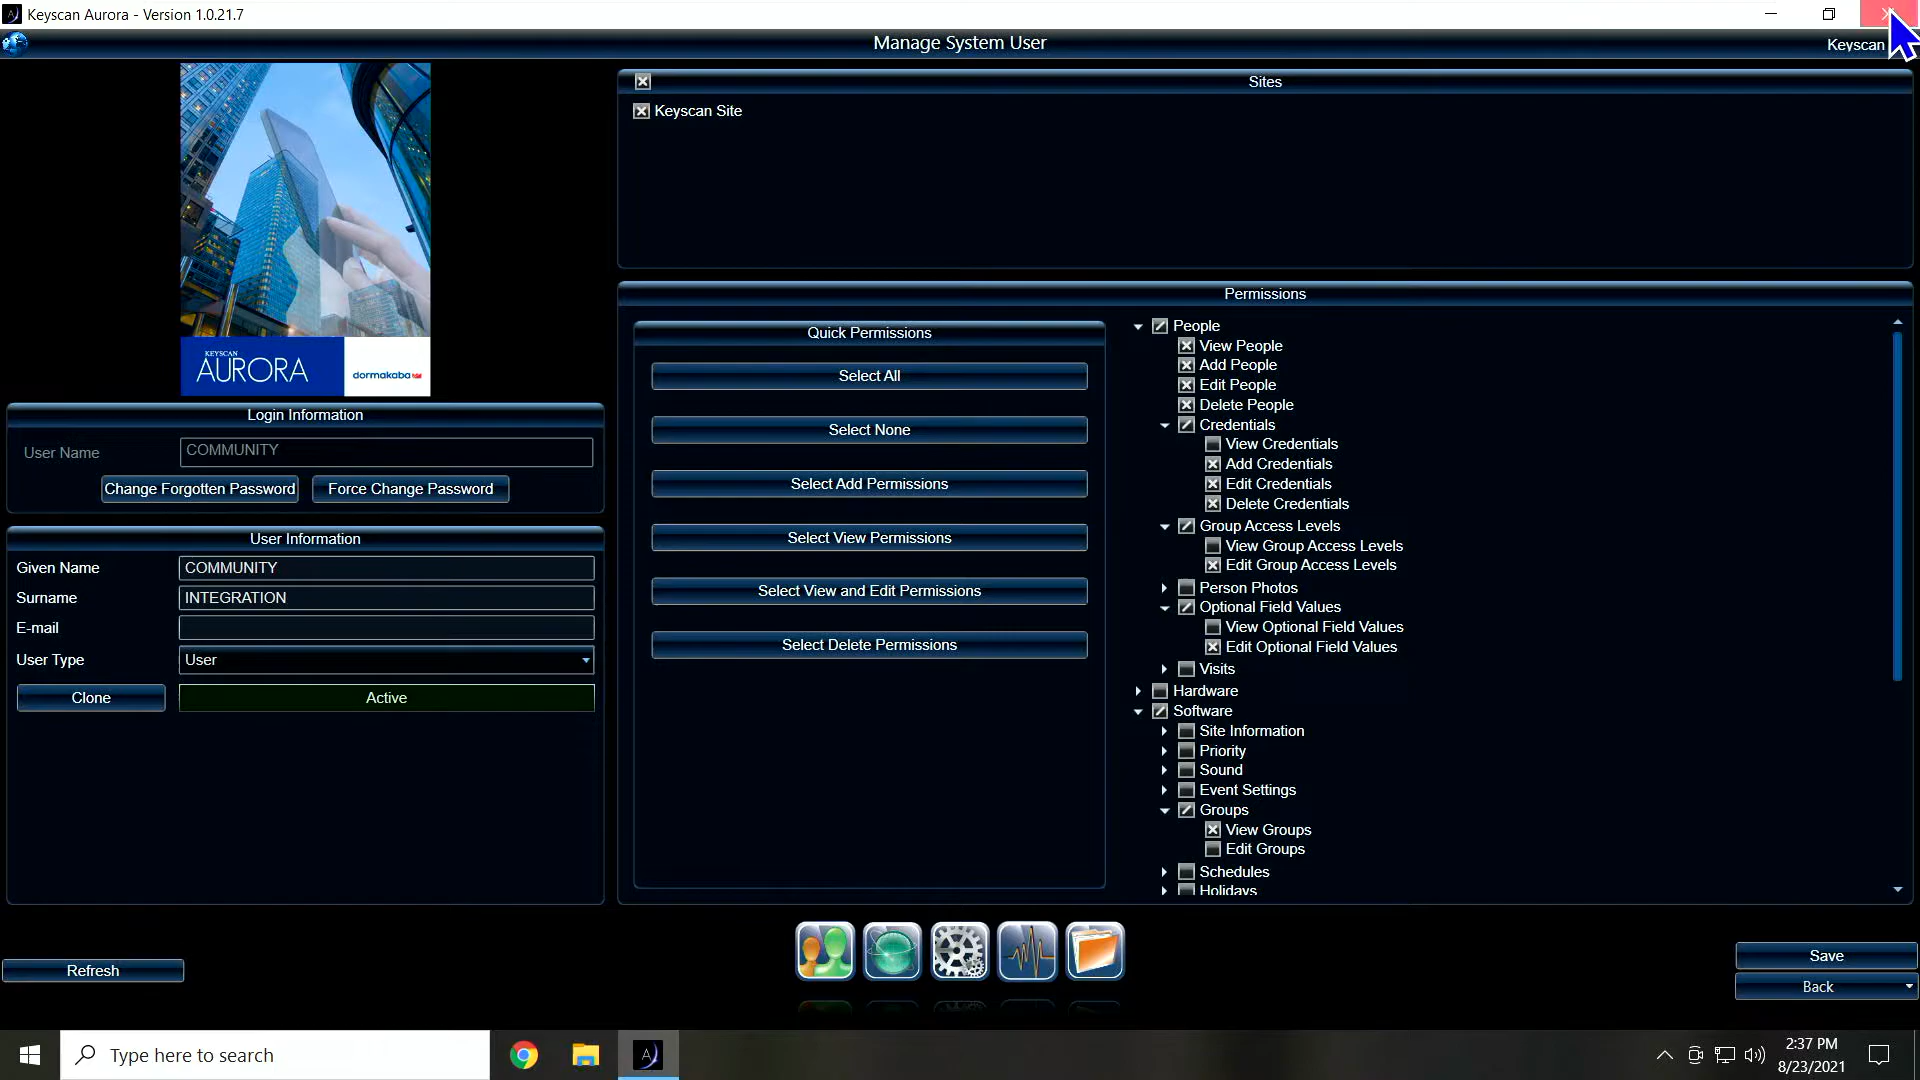 Keyscan Aurora - Version 1.0.21.7
Manage System User
Keyscan
KEYSCAN
AURORA
dormakaba
Login Information
User Name
COMMUNITY
Change Forgotten Password
Force Change Password
User Information
Given Name
COMMUNITY
Surname
INTEGRATION
E-mail
User Type
User
Clone
Active
Sites
Keyscan Site
Permissions
Quick Permissions
Select All
Select None
Select Add Permissions
Select View Permissions
Select View and Edit Permissions
Select Delete Permissions
People
View People
Add People
Edit People
Delete People
Credentials
View Credentials
Add Credentials
Edit Credentials
Delete Credentials
Group Access Levels
View Group Access Levels
Edit Group Access Levels
Person Photos
Optional Field Values
View Optional Field Values
Edit Optional Field Values
Visits
Hardware
Software
Site Information
Priority
Sound
Event Settings
Groups
View Groups
Edit Groups
Schedules
Holidays
Refresh
Save
Back
Type here to search
2:37 PM
8/23/2021